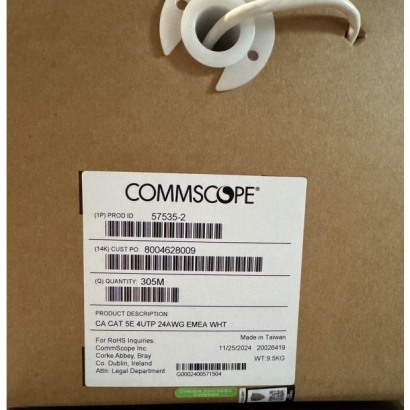 COMMSCOPE®
(1P) PROD ID: 57535-2
(14K) CUST PO: 8004628009
(Q) QUANTITY: 305M
PRODUCT DESCRIPTION
CA CAT 5E 4UTP 24AWG EMEA WHT
For RoHS Inquiries.
CommScope Inc.
Corke Abbey, Bray
Co. Dublin, Ireland
Attn: Legal Department
Made in Taiwan
11/25/2024 20026419
WT:9.5KG
G0002400571504